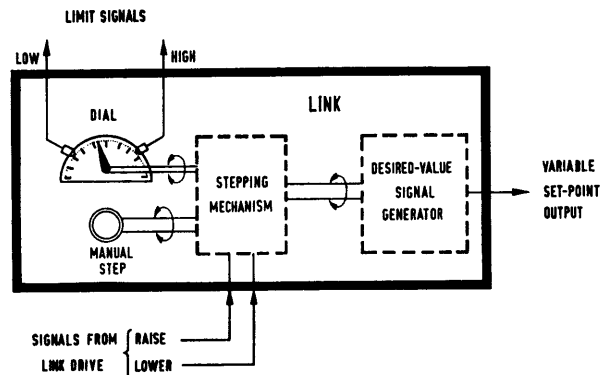 LIMIT SIGNALS
LOW
HIGH
LINK
DIAL
STEPPING
MECHANISM
DESIRED-VALUE
SIGNAL
GENERATOR
VARIABLE
SET-POINT
OUTPUT
MANUAL
STEP
SIGNALS FROM
LINK DRIVE
RAISE
LOWER